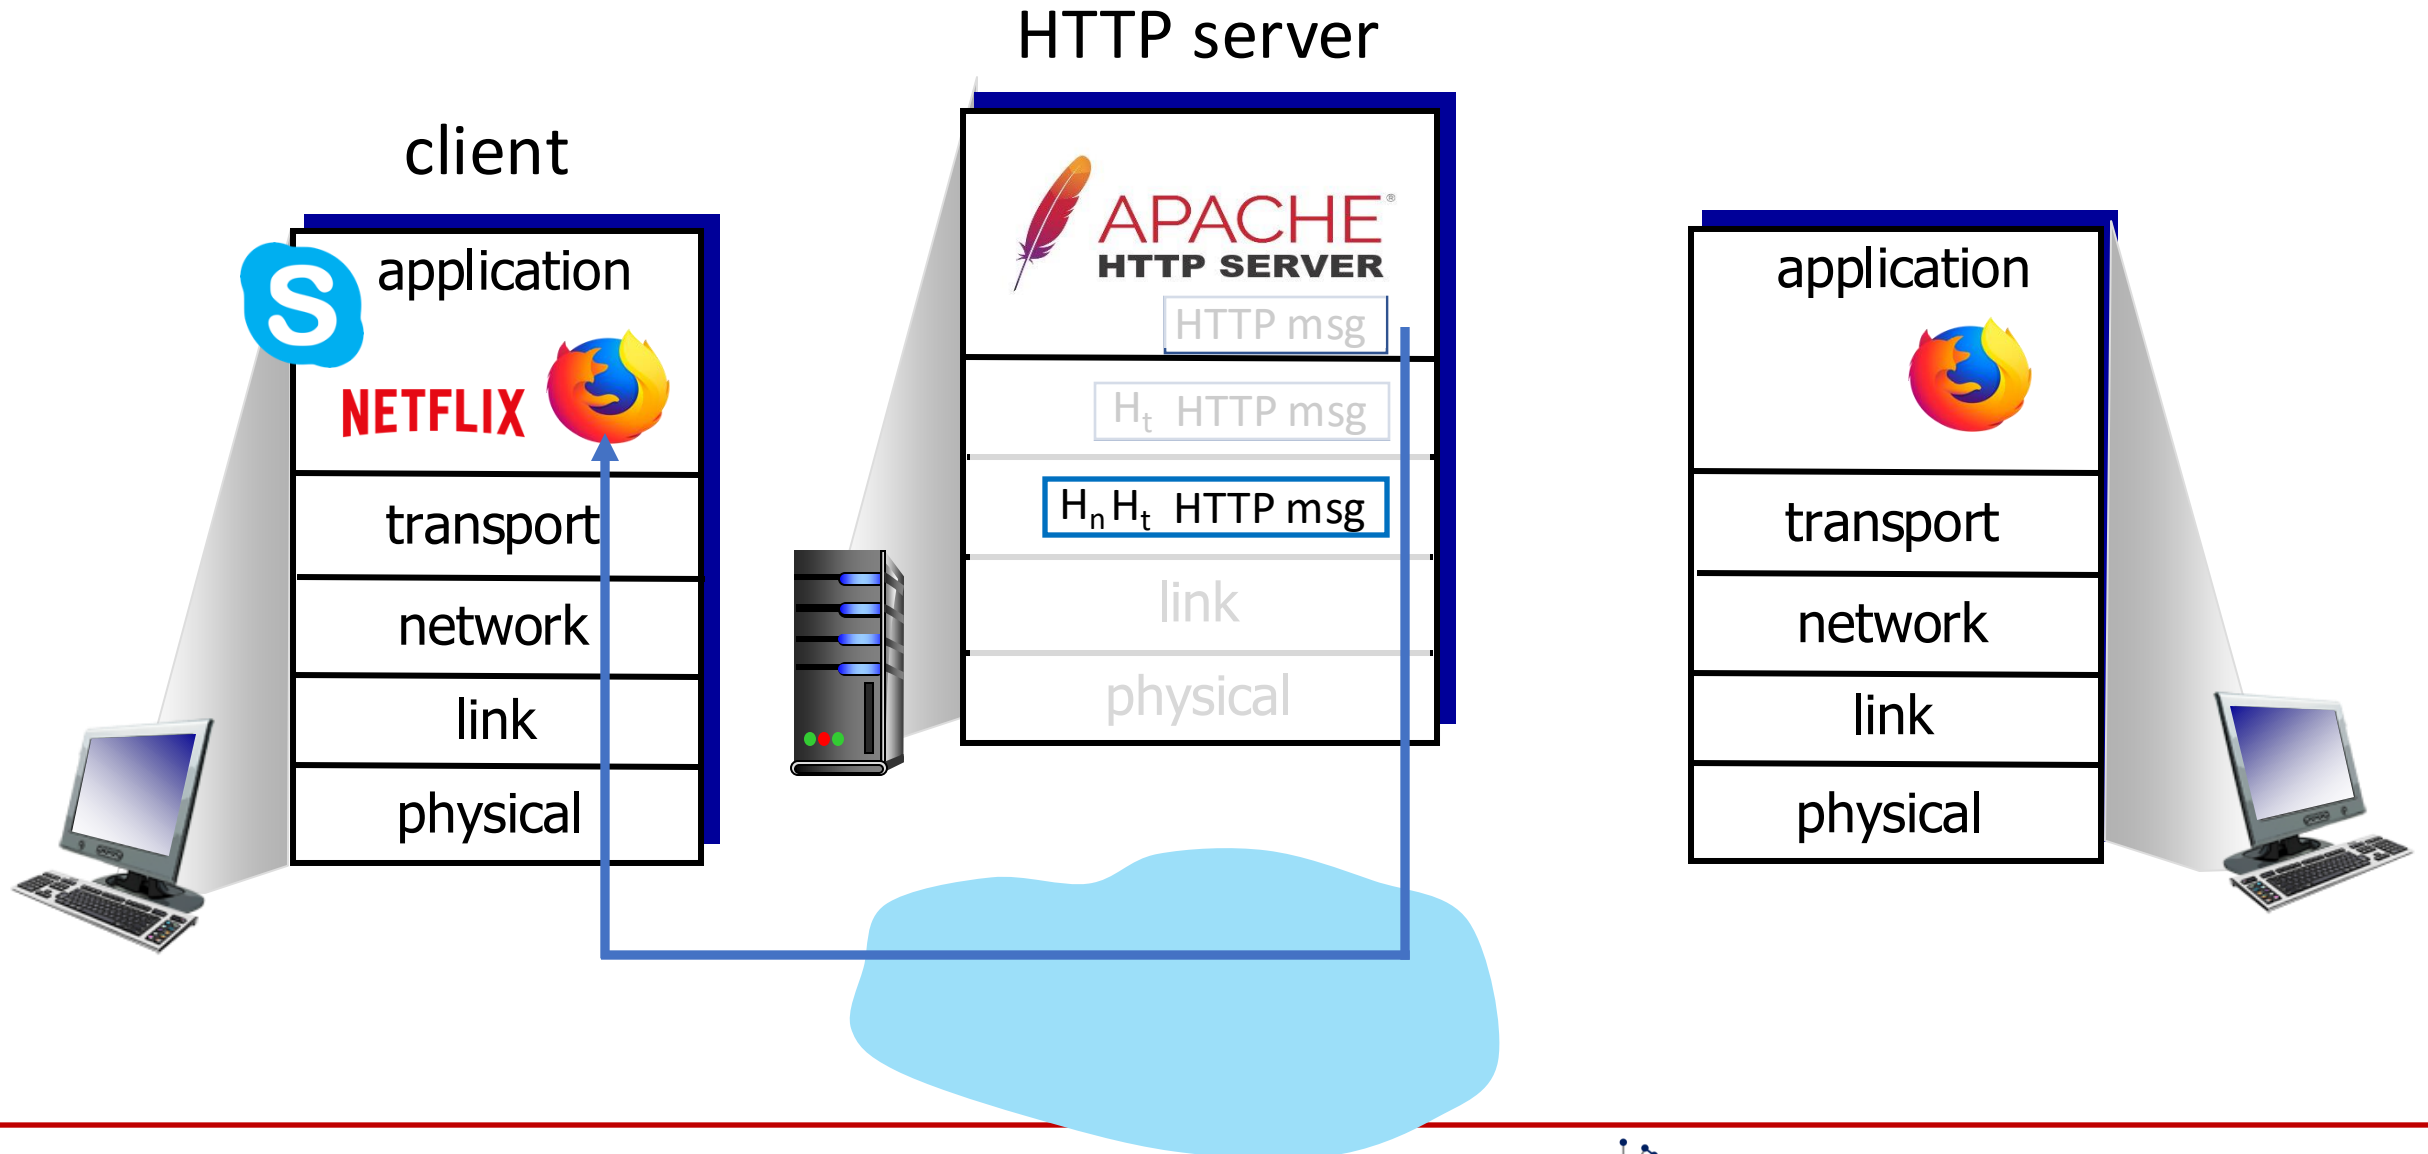 HTTP server
client
APACHE®
HTTP SERVER
HTTP msg
Ht HTTP msg
HnHt HTTP msg
link
physical
S
application
NETFLIX
transport
network
link
physical
application
transport
network
link
physical